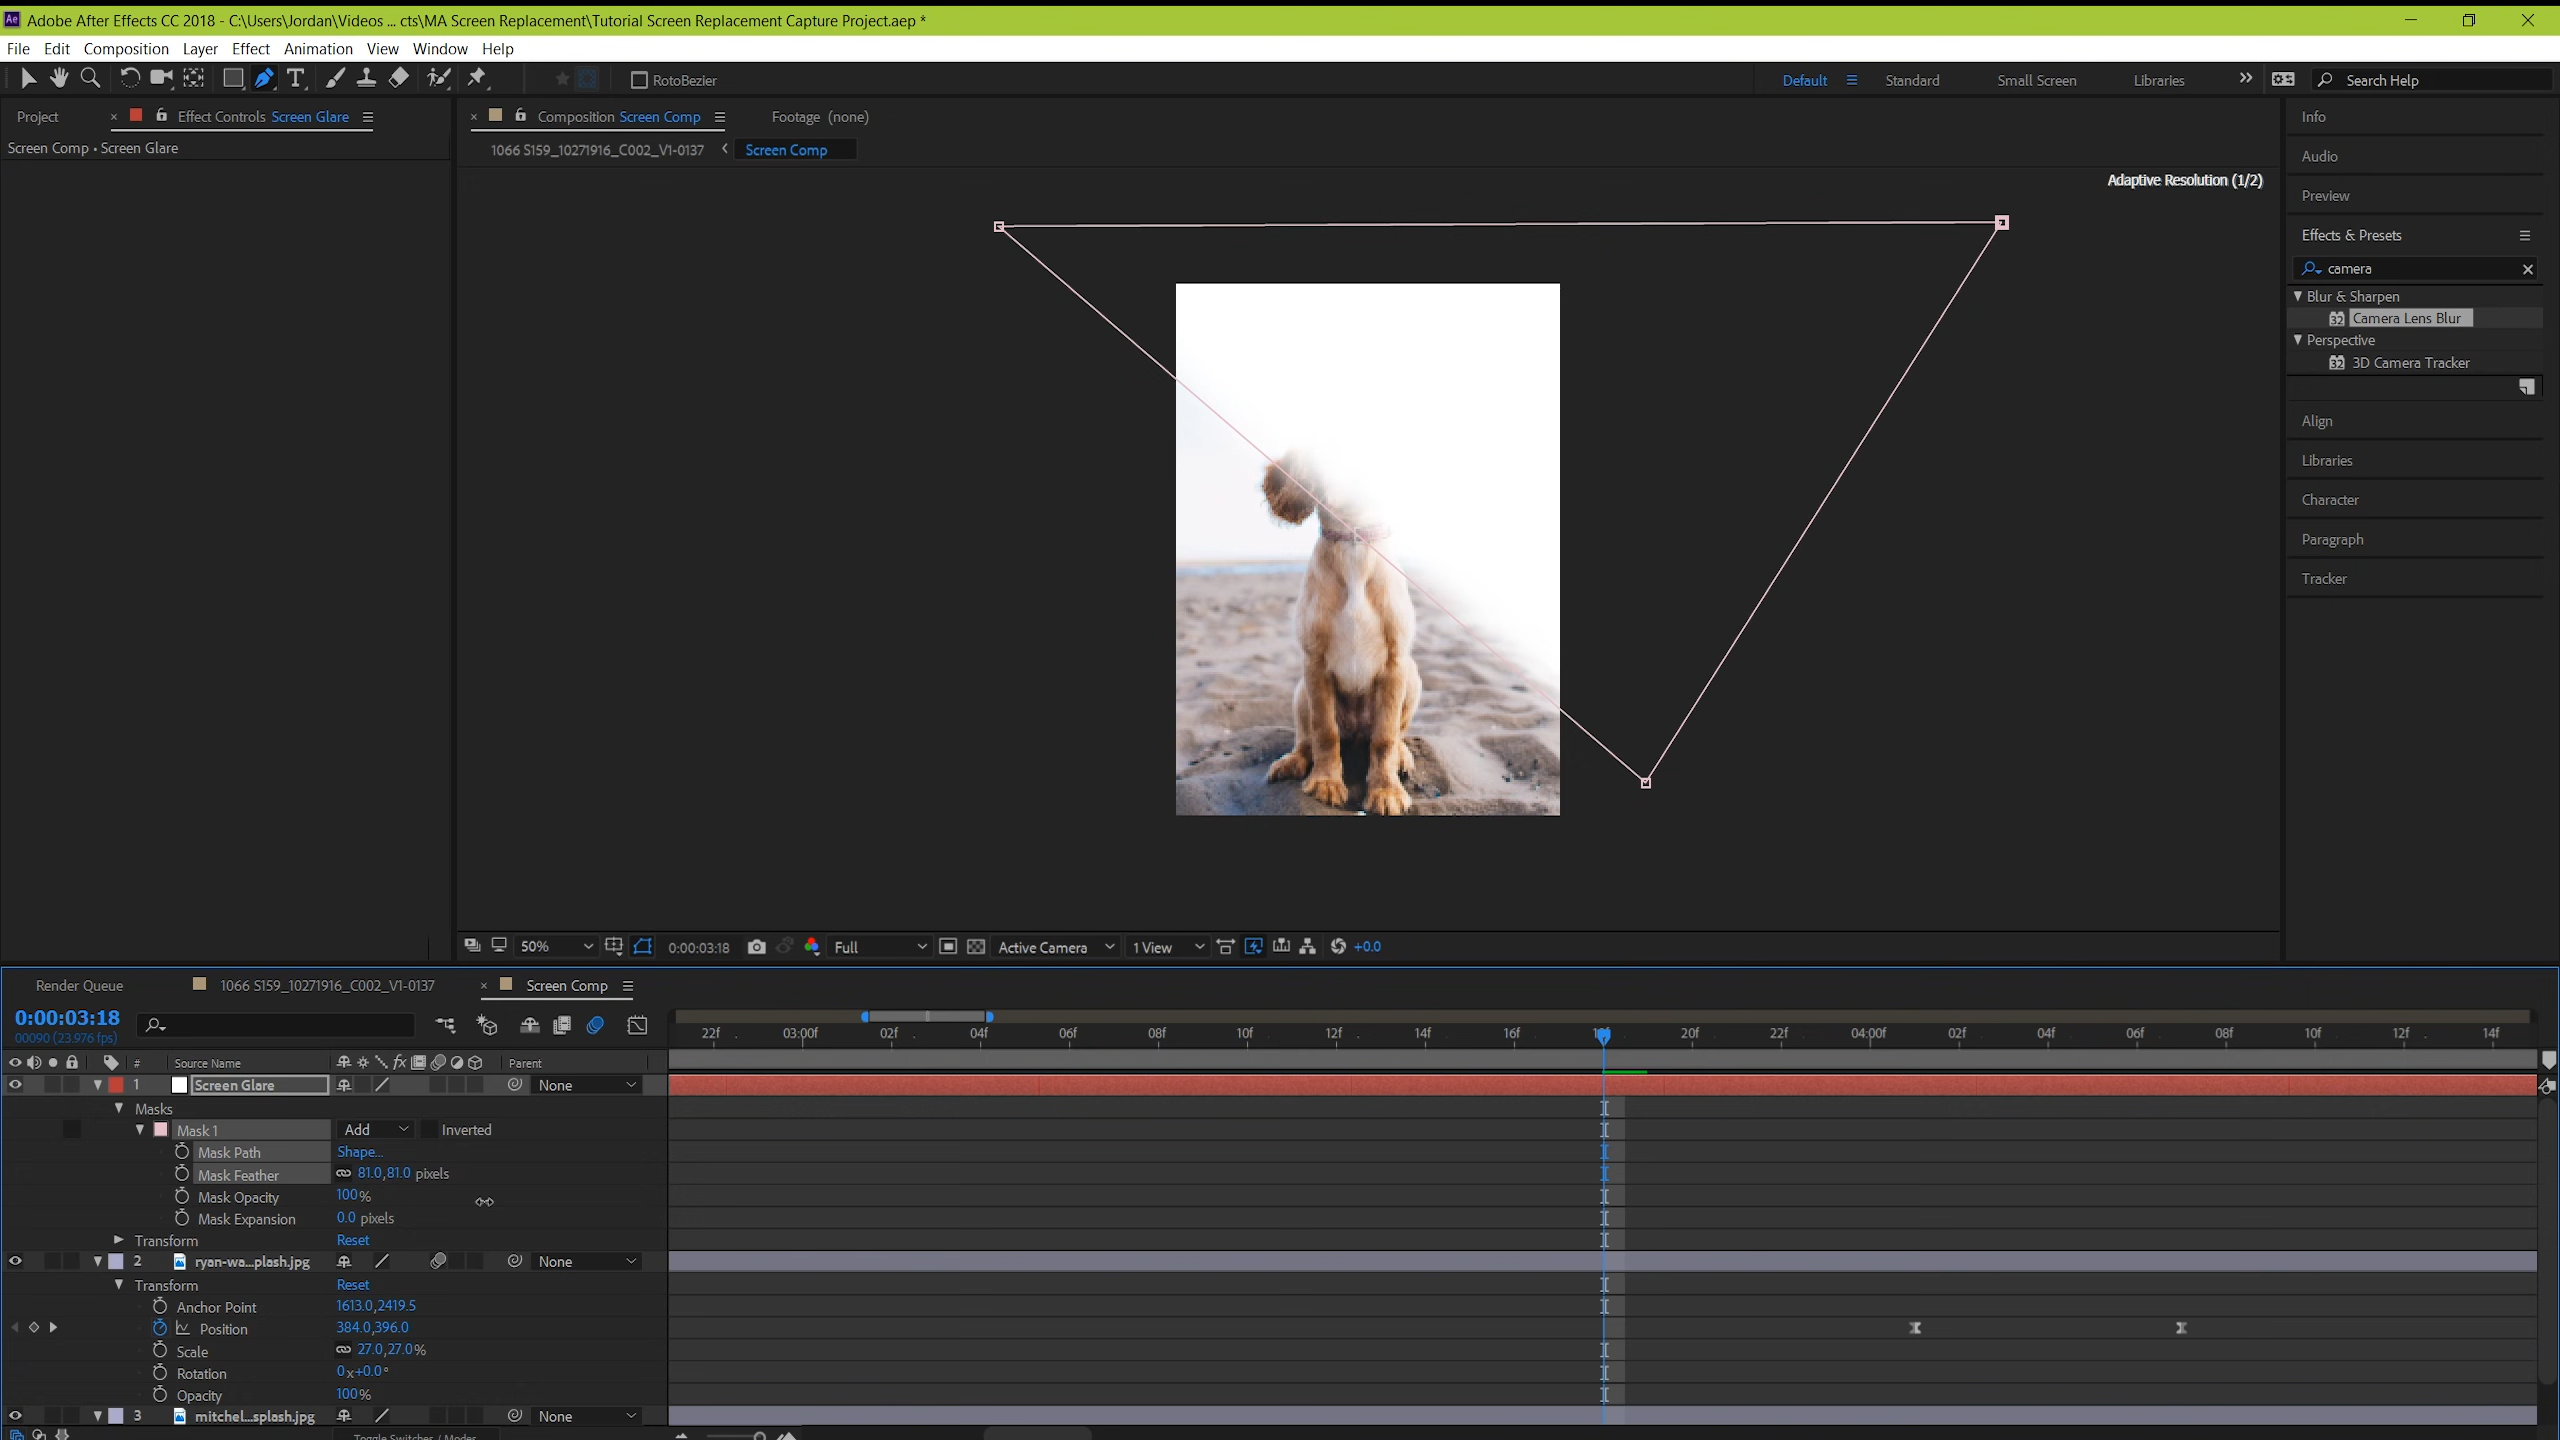 Adobe After Effects CC 2018 - C:\Users\Jordan\Videos ... cts\MA Screen Replacement\Tutorial Screen Replacement Capture Project.aep *
File Edit Composition Layer Effect Animation View Window Help
RotoBezier Default Standard Small Screen Libraries Search Help
Project Effect Controls Screen Glare Composition Screen Comp Footage (none) Info
Screen Comp • Screen Glare 1066 S159_10271916_C002_V1-0137 Screen Comp
Audio
Adaptive Resolution (1/2)
Preview
Effects & Presets
camera
Blur & Sharpen
32 Camera Lens Blur
Perspective
32 3D Camera Tracker
Align
Libraries
Character
Paragraph
Tracker
50% 0:00:03:18 Full Active Camera 1 View +0.0
Render Queue 1066 S159_10271916_C002_V1-0137 Screen Comp
0:00:03:18
00090 (23.976 fps)
22f 03:00f 02f 04f 06f 08f 10f 12f 14f 16f 20f 22f 04:00f 02f 04f 06f 08f 10f 12f 14f
# Source Name fx Parent
1 Screen Glare None
Masks
Mask 1 Add Inverted
Mask Path Shape...
Mask Feather 81.0,81.0 pixels
Mask Opacity 100%
Mask Expansion 0.0 pixels
Transform Reset
2 ryan-wa...plash.jpg None
Transform Reset
Anchor Point 1613.0,2419.5
Position 384.0,396.0
Scale 27.0,27.0%
Rotation 0x+0.0°
Opacity 100%
3 mitchel...splash.jpg None
Toggle Switches / Modes